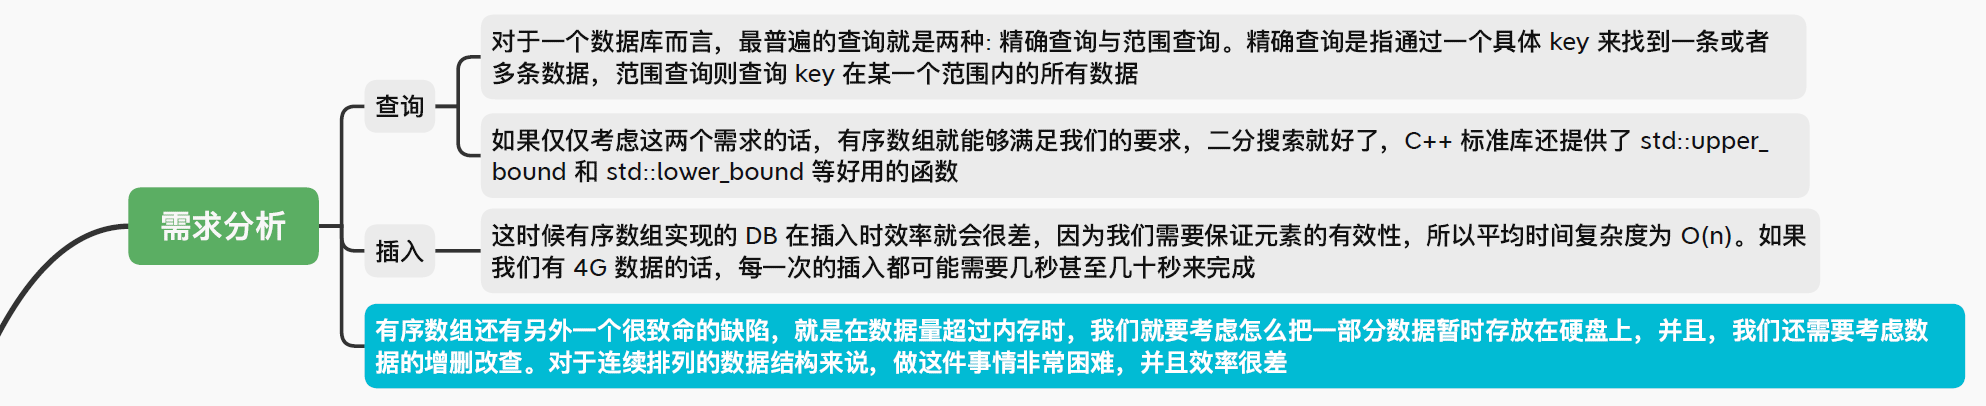 需求分析
查询
对于一个数据库而言，最普遍的查询就是两种: 精确查询与范围查询。精确查询是指通过一个具体 key 来找到一条或者
多条数据，范围查询则查询 key 在某一个范围内的所有数据
如果仅仅考虑这两个需求的话，有序数组就能够满足我们的要求，二分搜索就好了，C++ 标准库还提供了 std::upper_
bound 和 std::lower_bound 等好用的函数
插入
这时候有序数组实现的 DB 在插入时效率就会很差，因为我们需要保证元素的有效性，所以平均时间复杂度为 O(n)。如果
我们有 4G 数据的话，每一次的插入都可能需要几秒甚至几十秒来完成
有序数组还有另外一个很致命的缺陷，就是在数据量超过内存时，我们就要考虑怎么把一部分数据暂时存放在硬盘上，并且，我们还需要考虑数
据的增删改查。对于连续排列的数据结构来说，做这件事情非常困难，并且效率很差